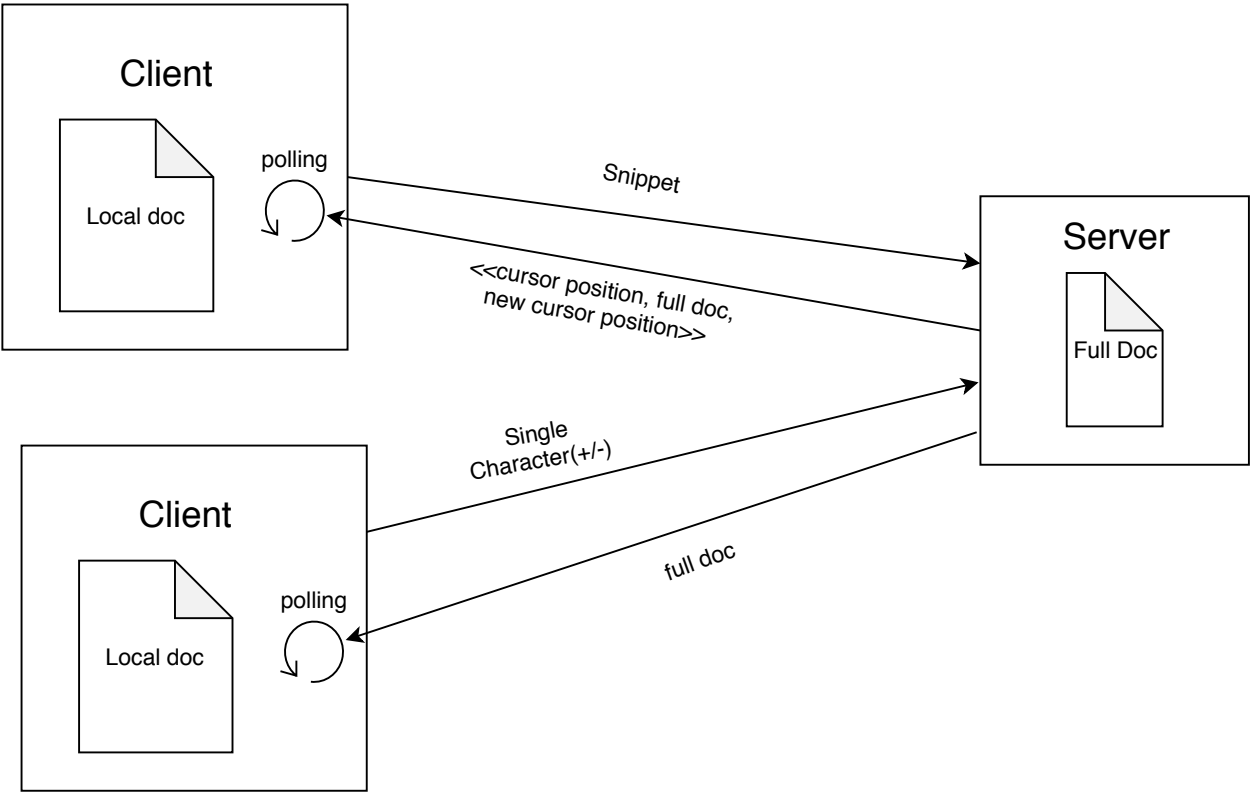 Client
polling
Local doc
Snippet
<<cursor position, full doc,
new cursor position>>
Server
Full Doc
Single
Character(+/-)
full doc
Client
polling
Local doc